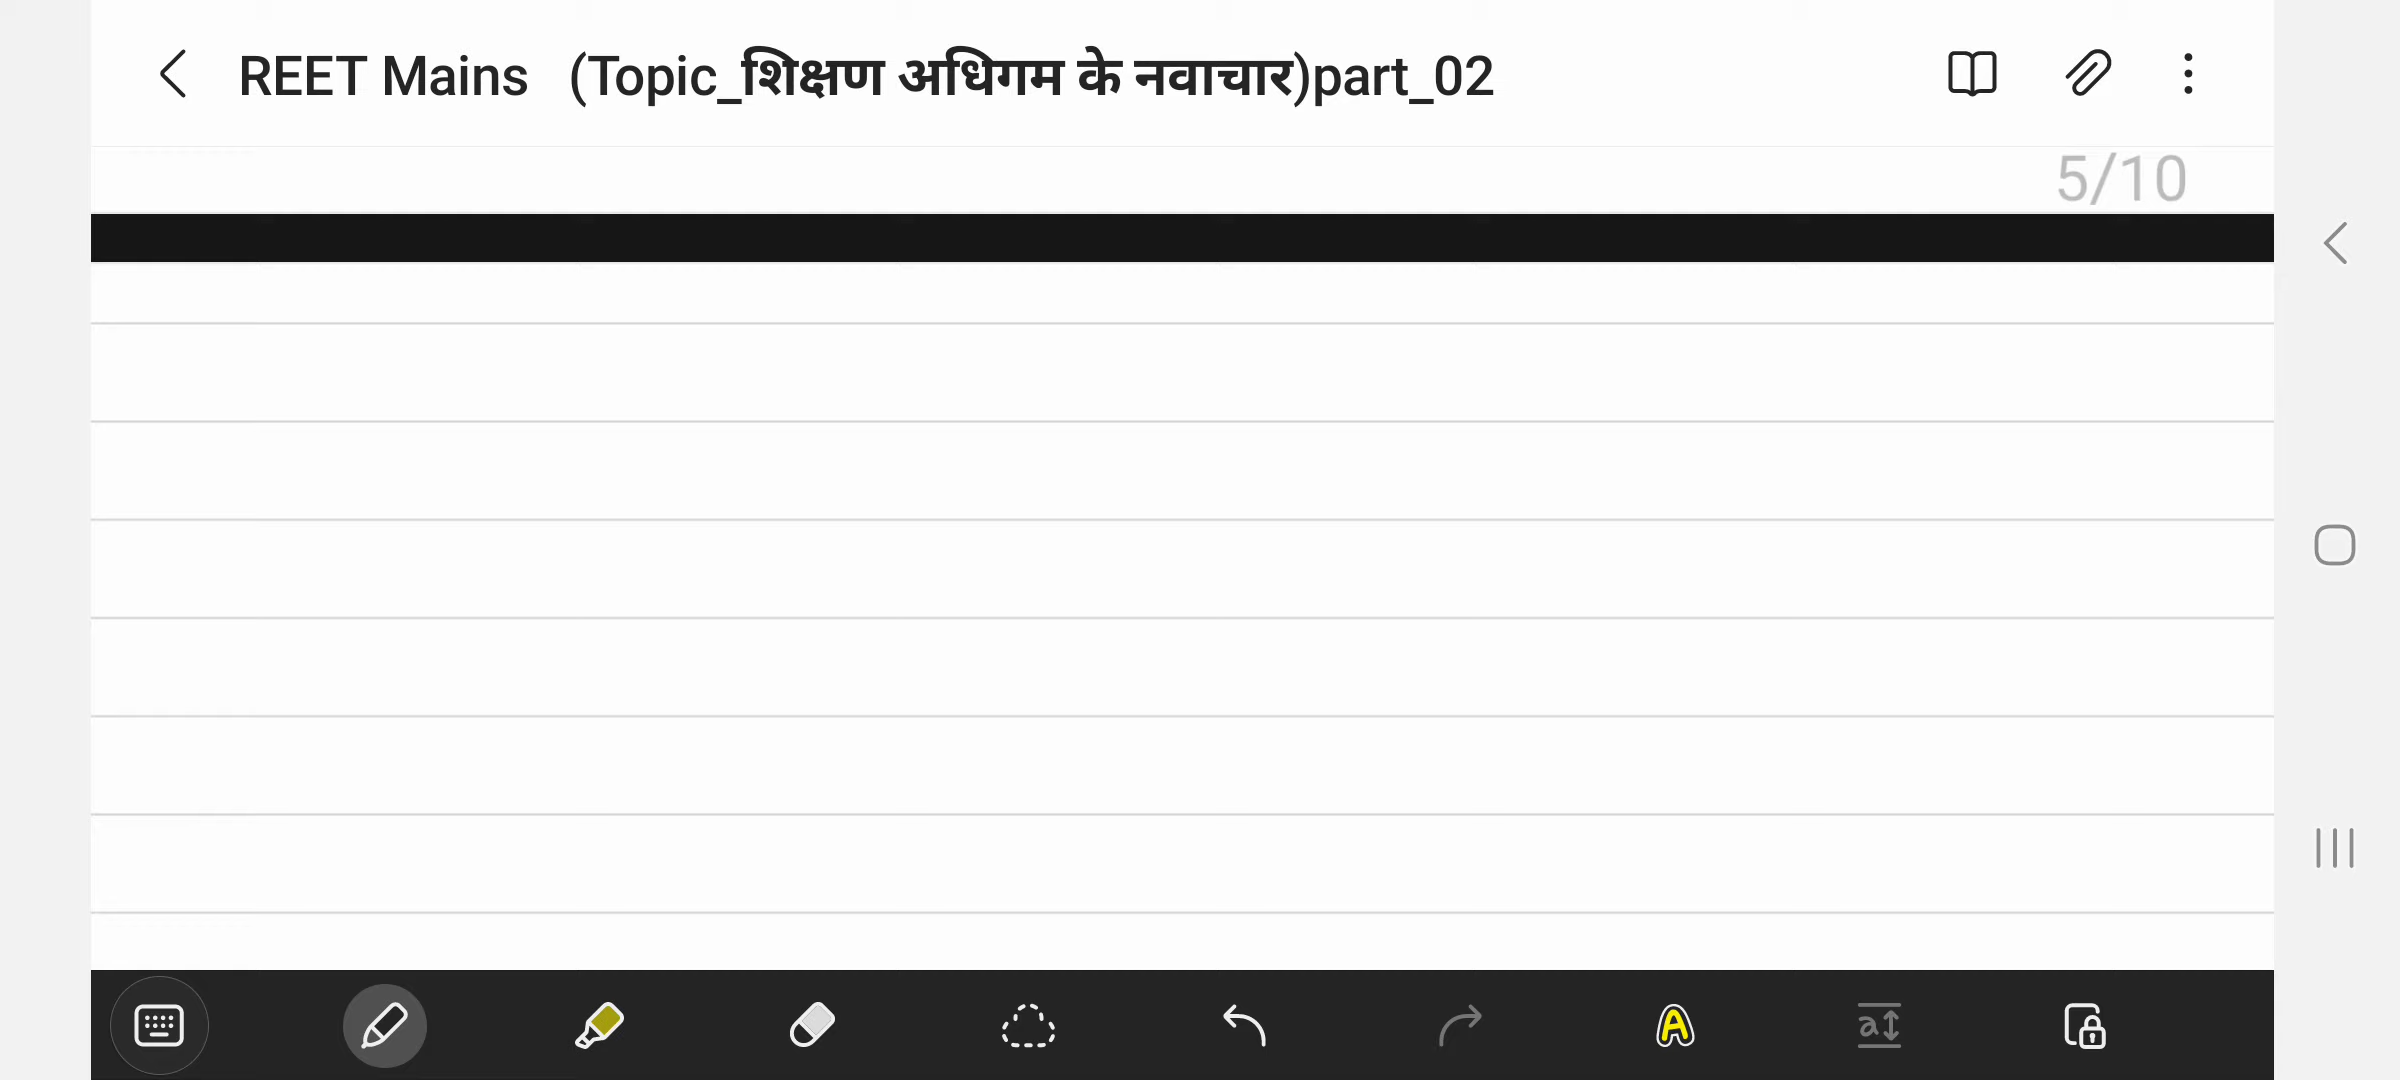 REET Mains (Topic_शिक्षण अधिगम के नवाचार)part_02
5/10